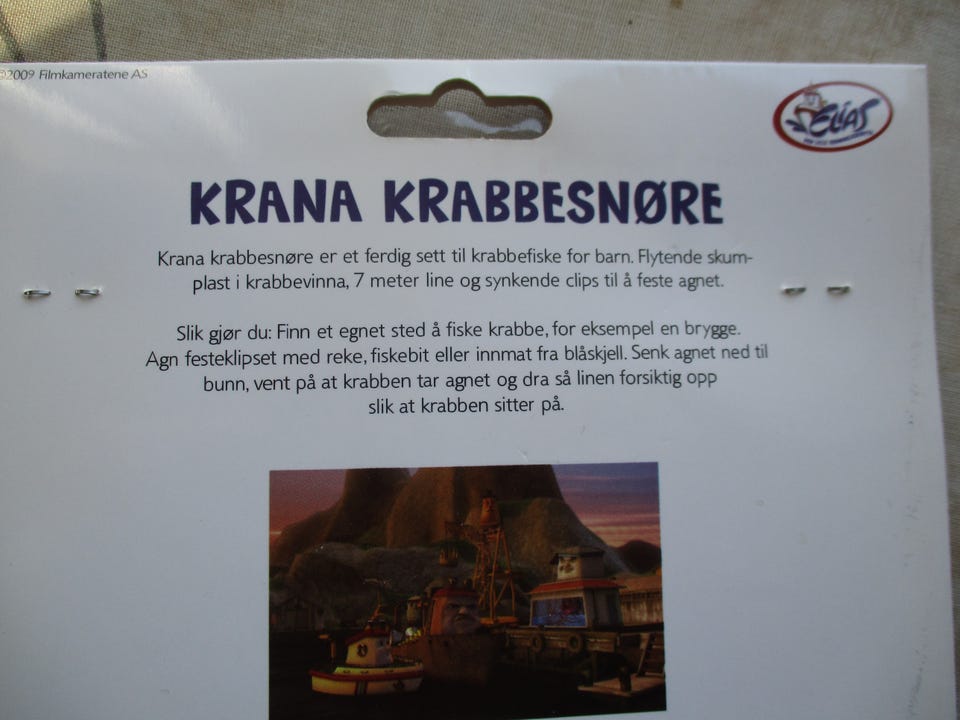 ©2009 Filmkameratene AS
ELIAS
KRANA KRABBESNØRE
Krana krabbesnøre er et ferdig sett til krabbefiske for barn. Flytende skum-
plast i krabbevinna, 7 meter line og synkende clips til å feste agnet.
Slik gjør du: Finn et egnet sted å fiske krabbe, for eksempel en brygge.
Agn festeklipset med reke, fiskebit eller innmat fra blåskjell. Senk agnet ned til
bunn, vent på at krabben tar agnet og dra så linen forsiktig opp
slik at krabben sitter på.